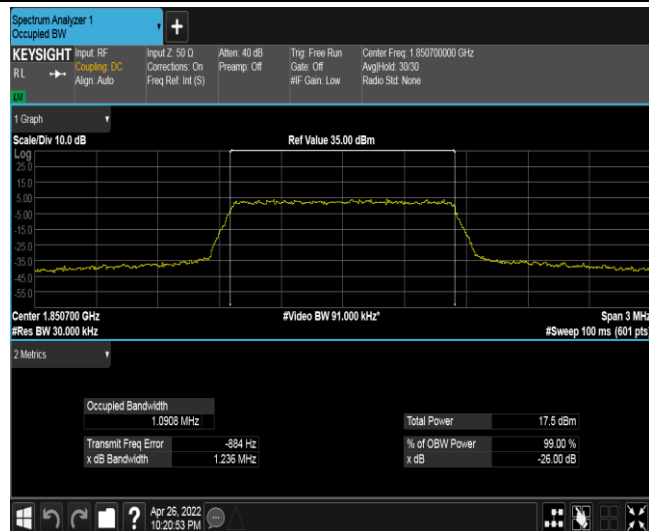 Spectrum Analyzer 1
Occupied BW
+
KEYSIGHT Input: RF Input Z: 50 Ω Atten: 40 dB Trig: Free Run Center Freq: 1.850700000 GHz
RL Coupling: DC Corrections: On Preamp: Off Gate: Off Avg|Hold: 30/30
Align: Auto Freq Ref: Int (S) #IF Gain: Low Radio Std: None
1 Graph
Scale/Div 10.0 dB Ref Value 35.00 dBm
Log
25.0
15.0
5.00
-5.00
-15.0
-25.0
-35.0
-45.0
-55.0
Center 1.850700 GHz #Video BW 91.000 kHz* Span 3 MHz
#Res BW 30.000 kHz #Sweep 100 ms (601 pts)
2 Metrics
Occupied Bandwidth
1.0908 MHz Total Power 17.5 dBm
Transmit Freq Error -884 Hz % of OBW Power 99.00 %
x dB Bandwidth 1.236 MHz x dB -26.00 dB
? Apr 26, 2022
10:20:53 PM